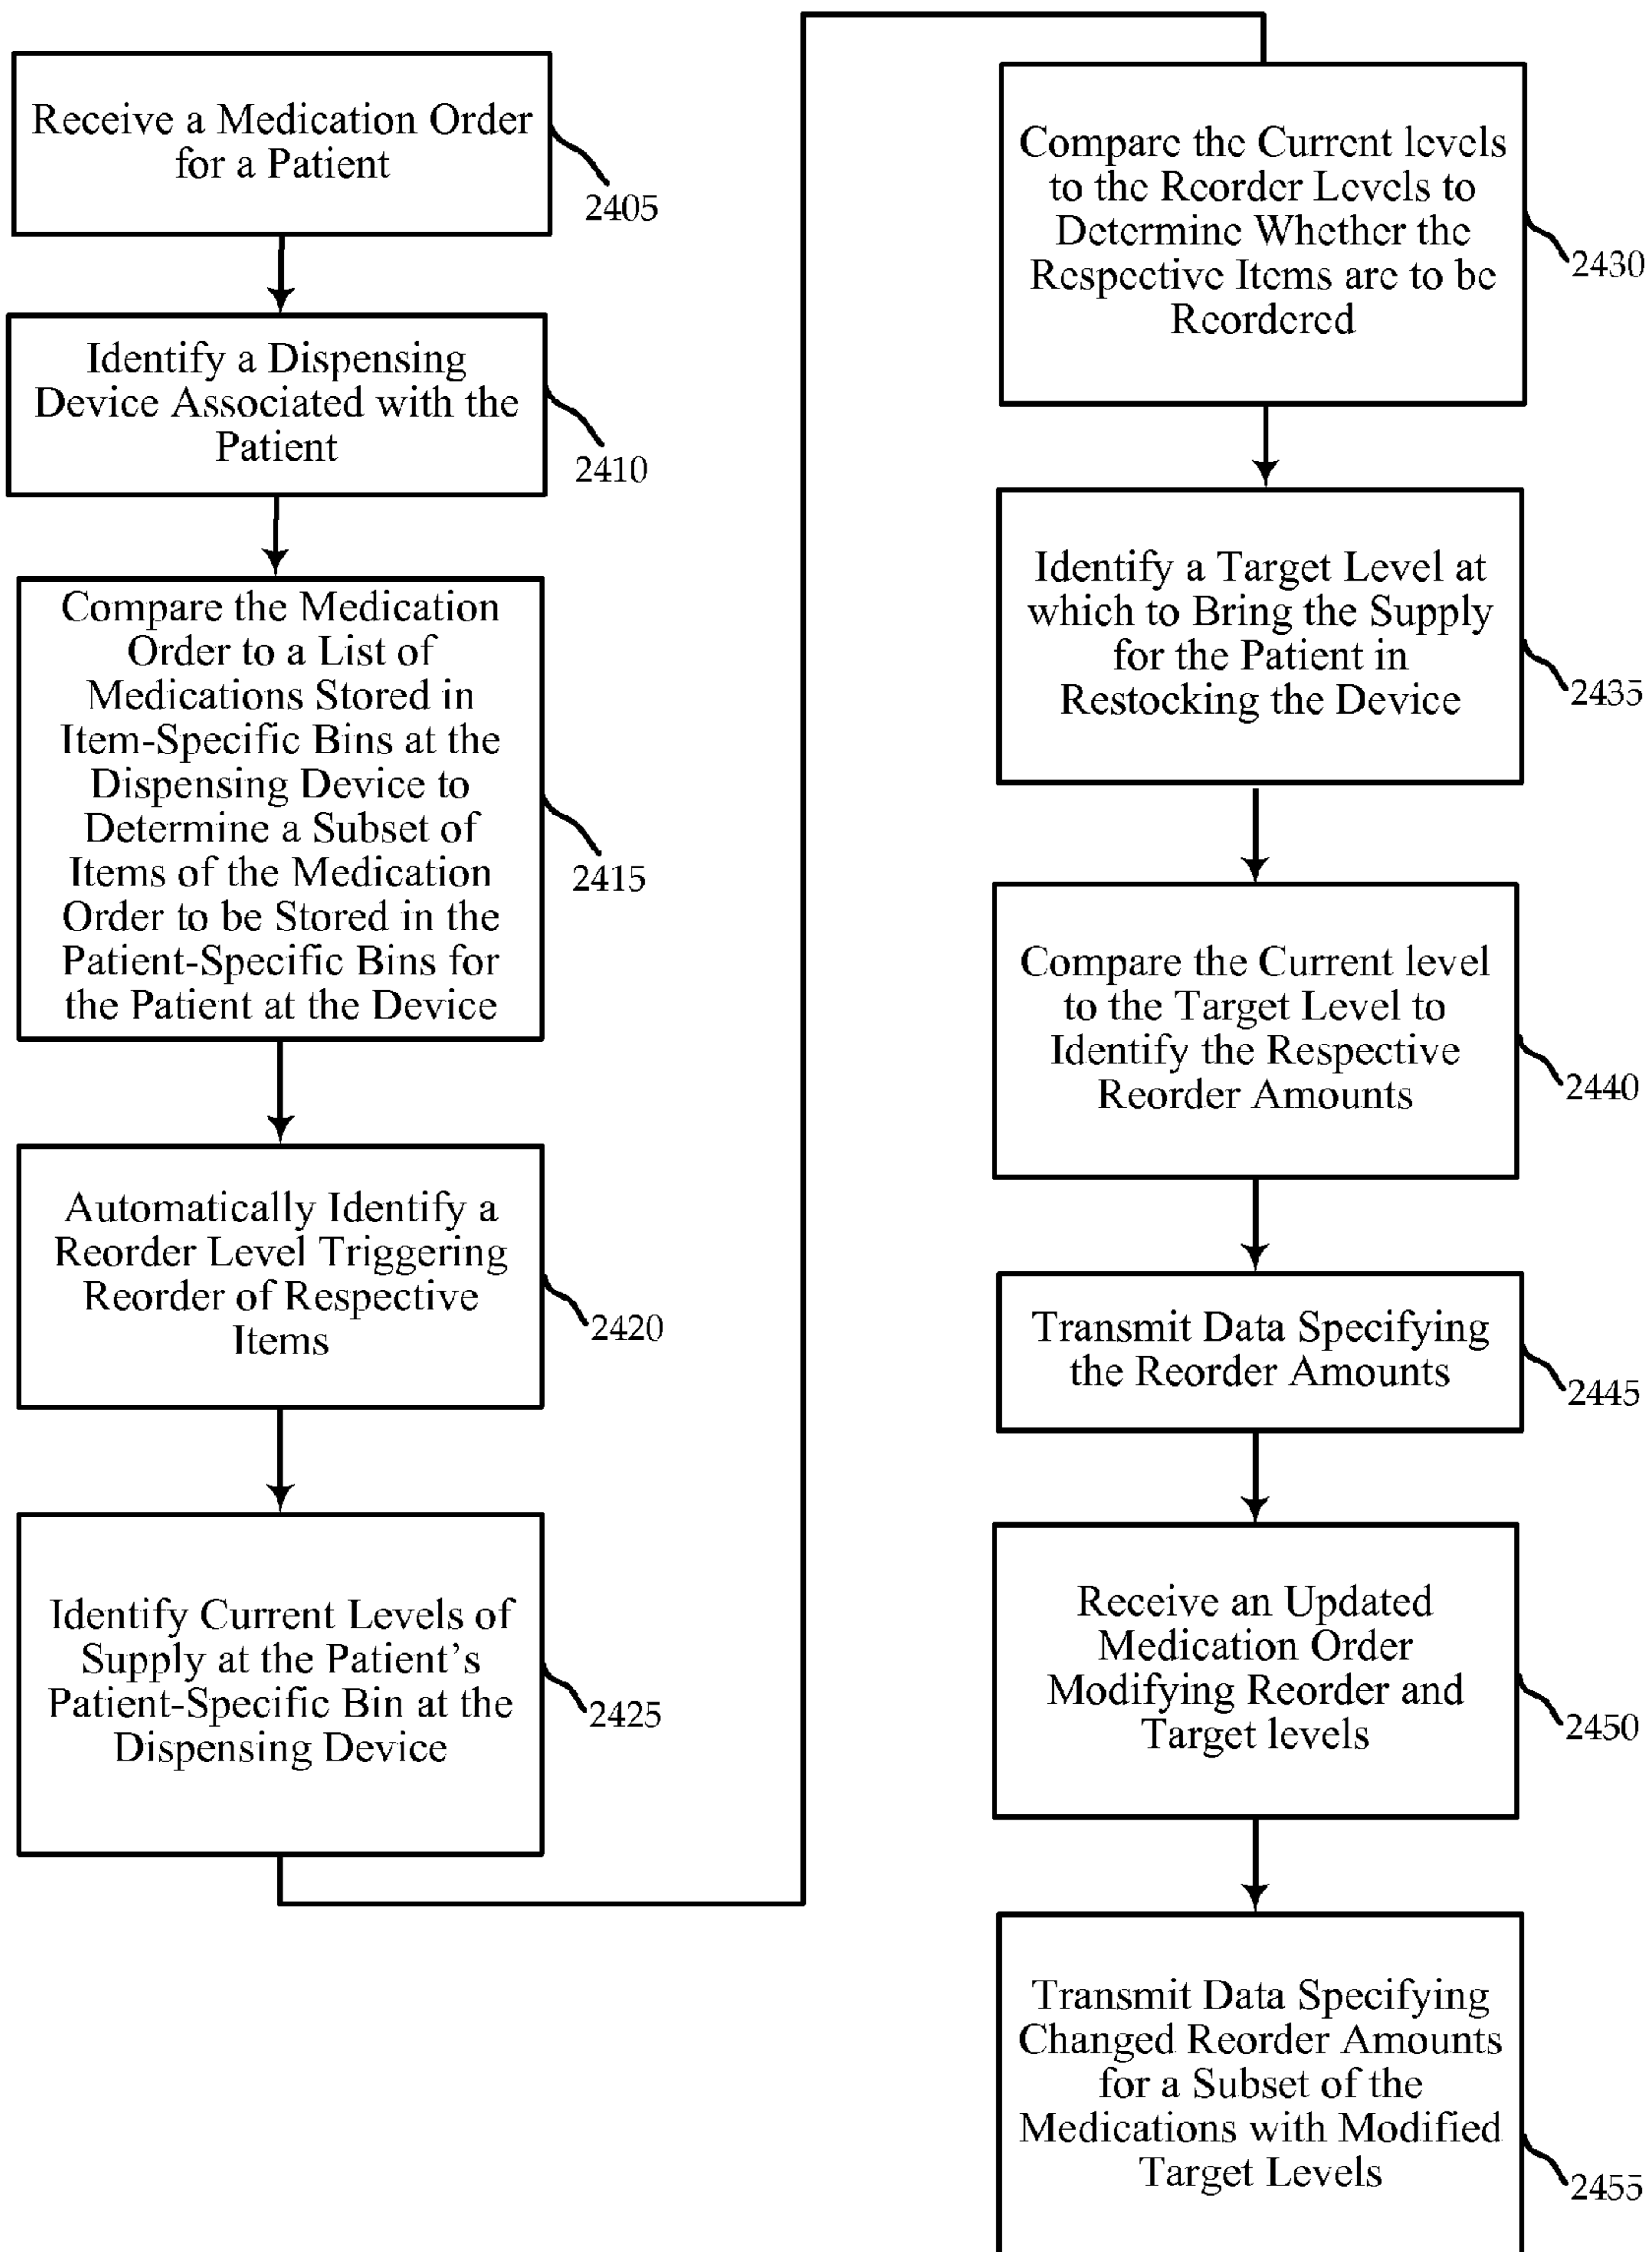 Receive a Medication Order
for a Patient
2405
Identify a Dispensing
Device Associated with the
Patient
2410
Compare the Medication
Order to a List of
Medications Stored in
Item-Specific Bins at the
Dispensing Device to
Determine a Subset of
Items of the Medication
Order to be Stored in the
Patient-Specific Bins for
the Patient at the Device
2415
Automatically Identify a
Reorder Level Triggering
Reorder of Respective
Items
2420
Identify Current Levels of
Supply at the Patient's
Patient-Specific Bin at the
Dispensing Device
2425
Compare the Current levels
to the Reorder Levels to
Determine Whether the
Respective Items are to be
Reordered
2430
Identify a Target Level at
which to Bring the Supply
for the Patient in
Restocking the Device
2435
Compare the Current level
to the Target Level to
Identify the Respective
Reorder Amounts
2440
Transmit Data Specifying
the Reorder Amounts
2445
Receive an Updated
Medication Order
Modifying Reorder and
Target levels
2450
Transmit Data Specifying
Changed Reorder Amounts
for a Subset of the
Medications with Modified
Target Levels
2455